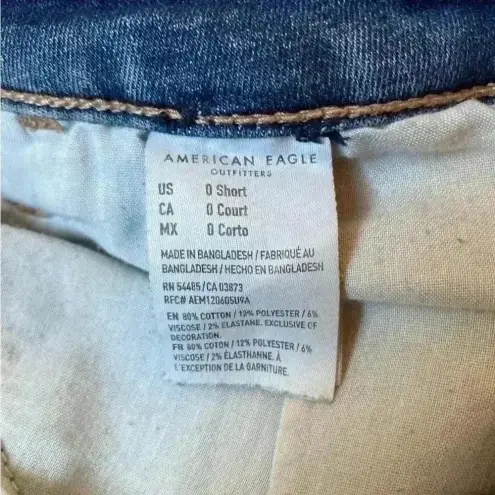 AMERICAN EAGLE
OUTFITTERS
US 0 Short
CA 0 Court
MX 0 Corto
MADE IN BANGLADESH / FABRIQUÉ AU
BANGLADESH / HECHO EN BANGLADESH
RN 54485 / CA 03873
RFC# AEM120605U9A
EN 80% COTTON / 12% POLYESTER / 6%
VISCOSE / 2% ELASTANE. EXCLUSIVE OF
DECORATION.
FR 80% COTON / 12% POLYESTER / 6%
VISCOSE / 2% ÉLASTHANNE. À
L'EXCEPTION DE LA GARNITURE.